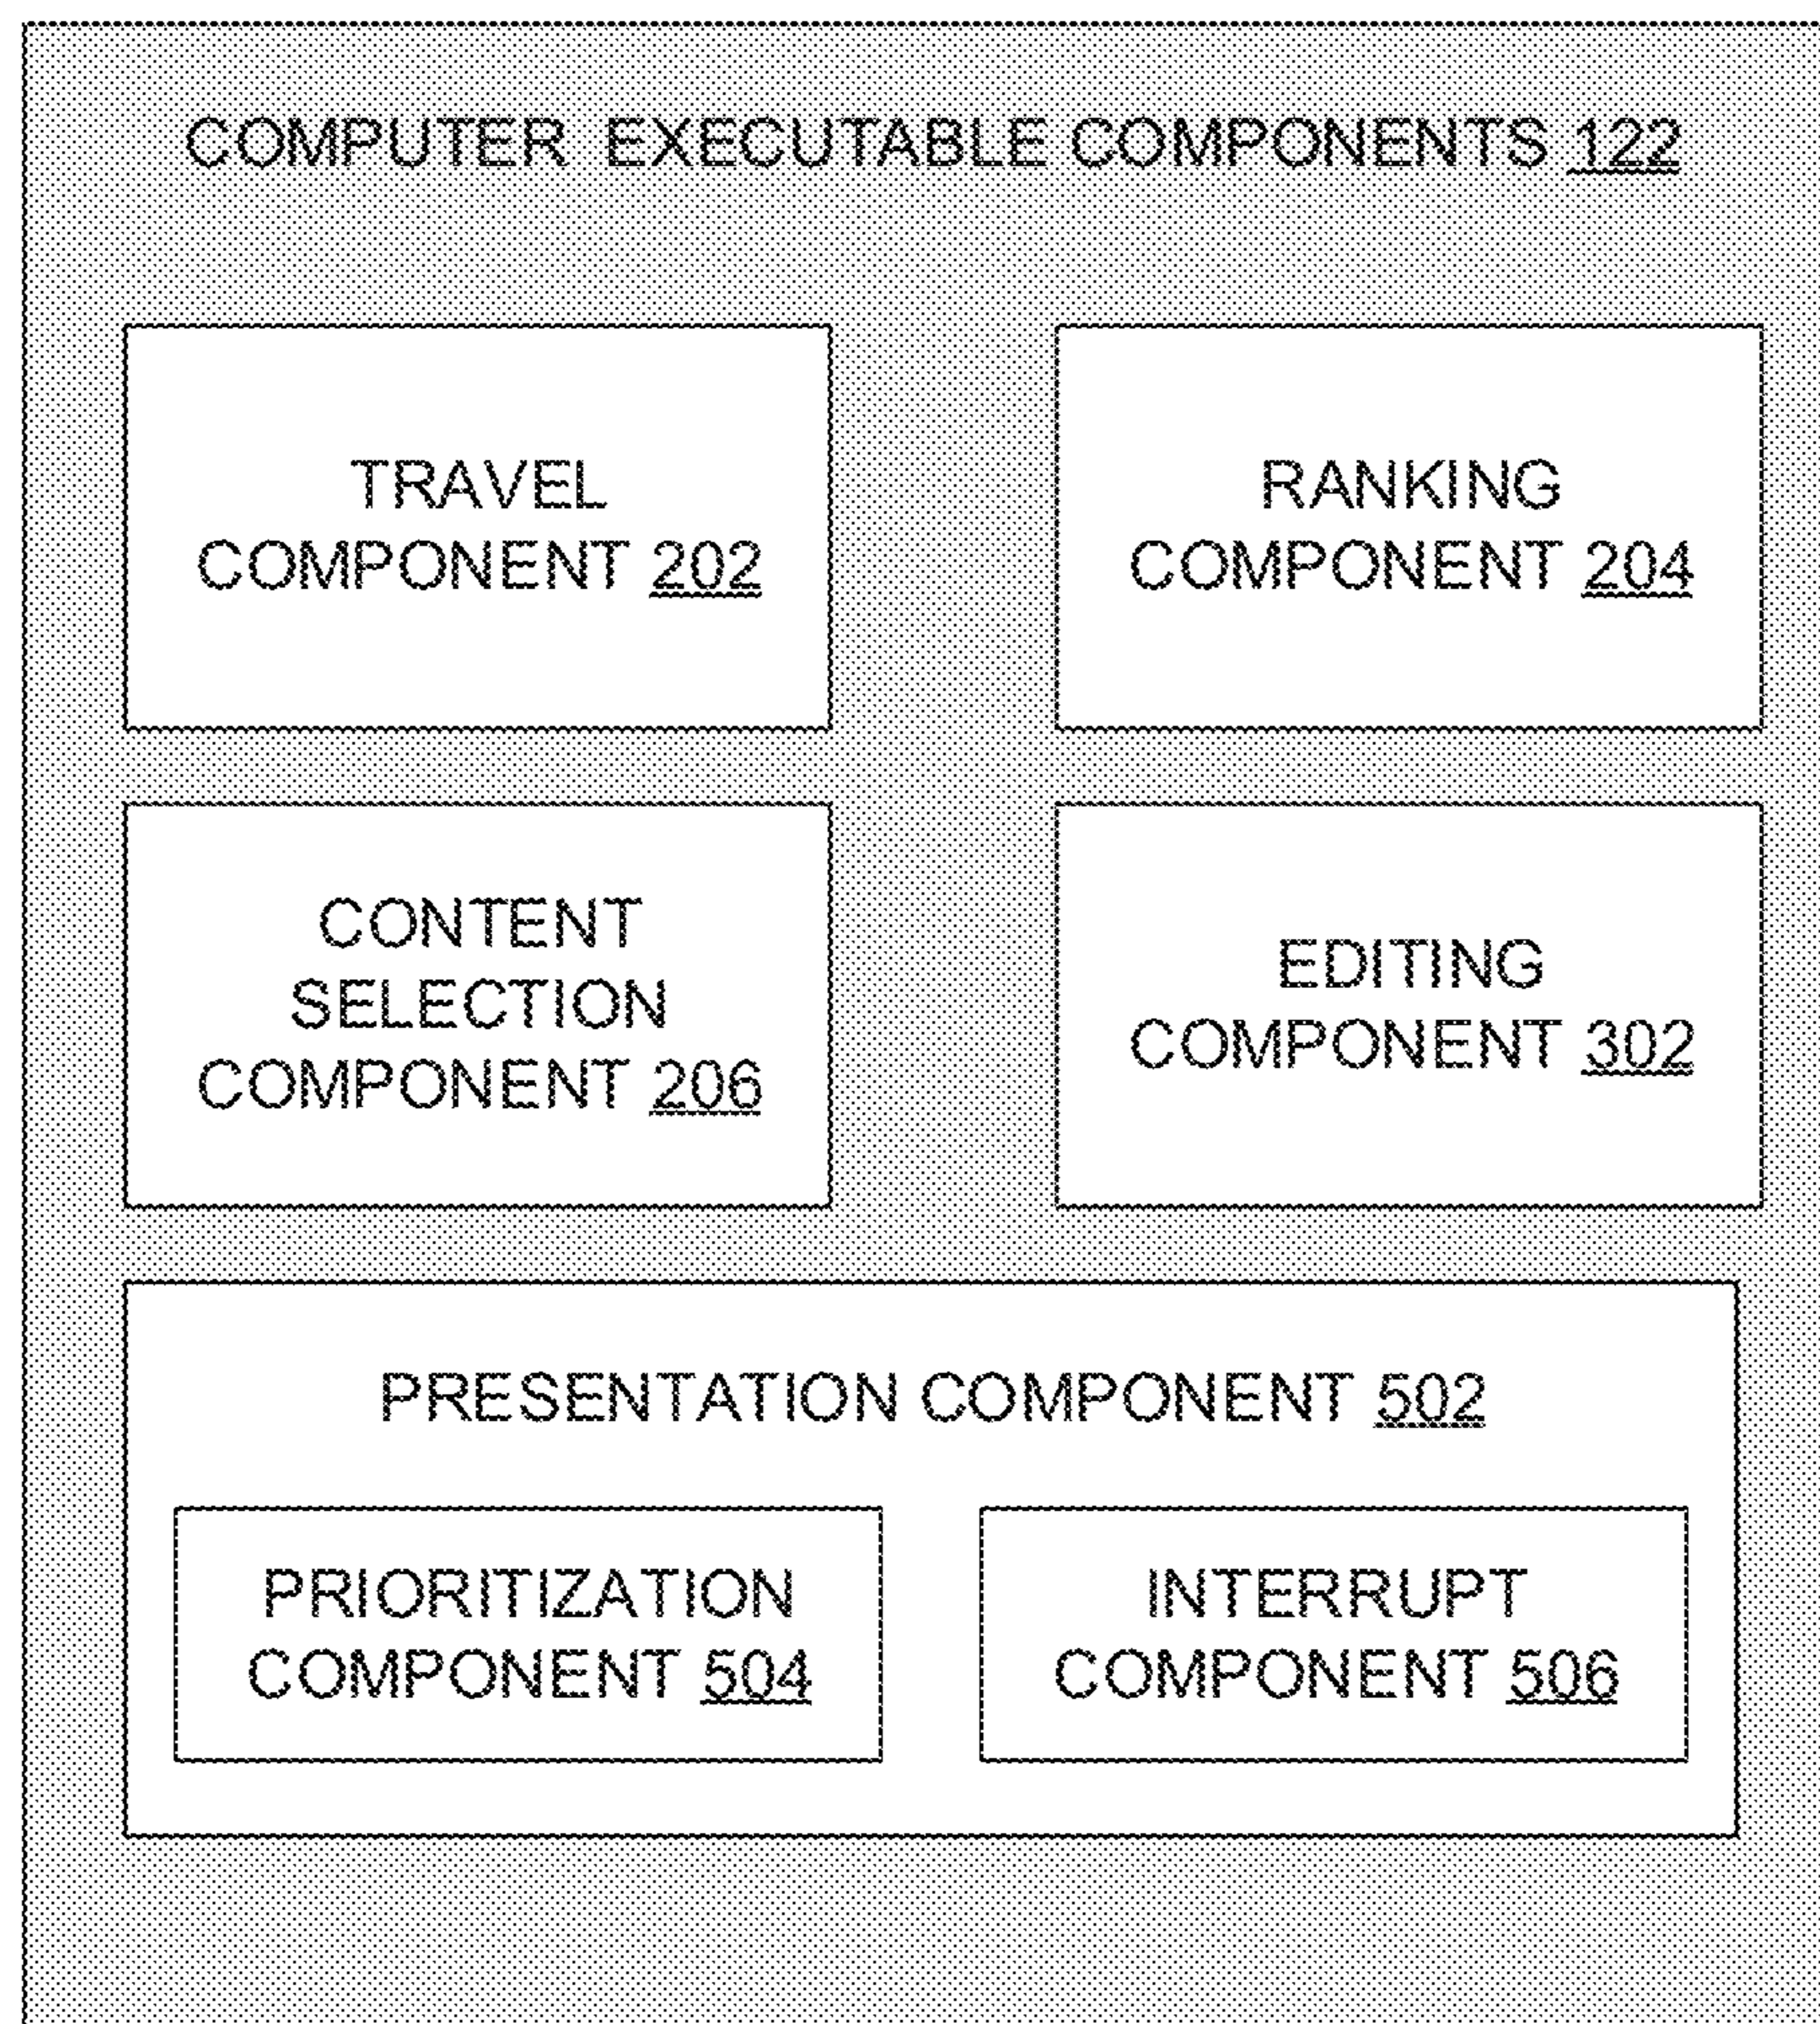 COMPUTER EXECUTABLE COMPONENTS 122
TRAVEL
COMPONENT 202
RANKING
COMPONENT 204
CONTENT
SELECTION
COMPONENT 206
EDITING
COMPONENT 302
PRESENTATION COMPONENT 502
PRIORITIZATION
COMPONENT 504
INTERRUPT
COMPONENT 506